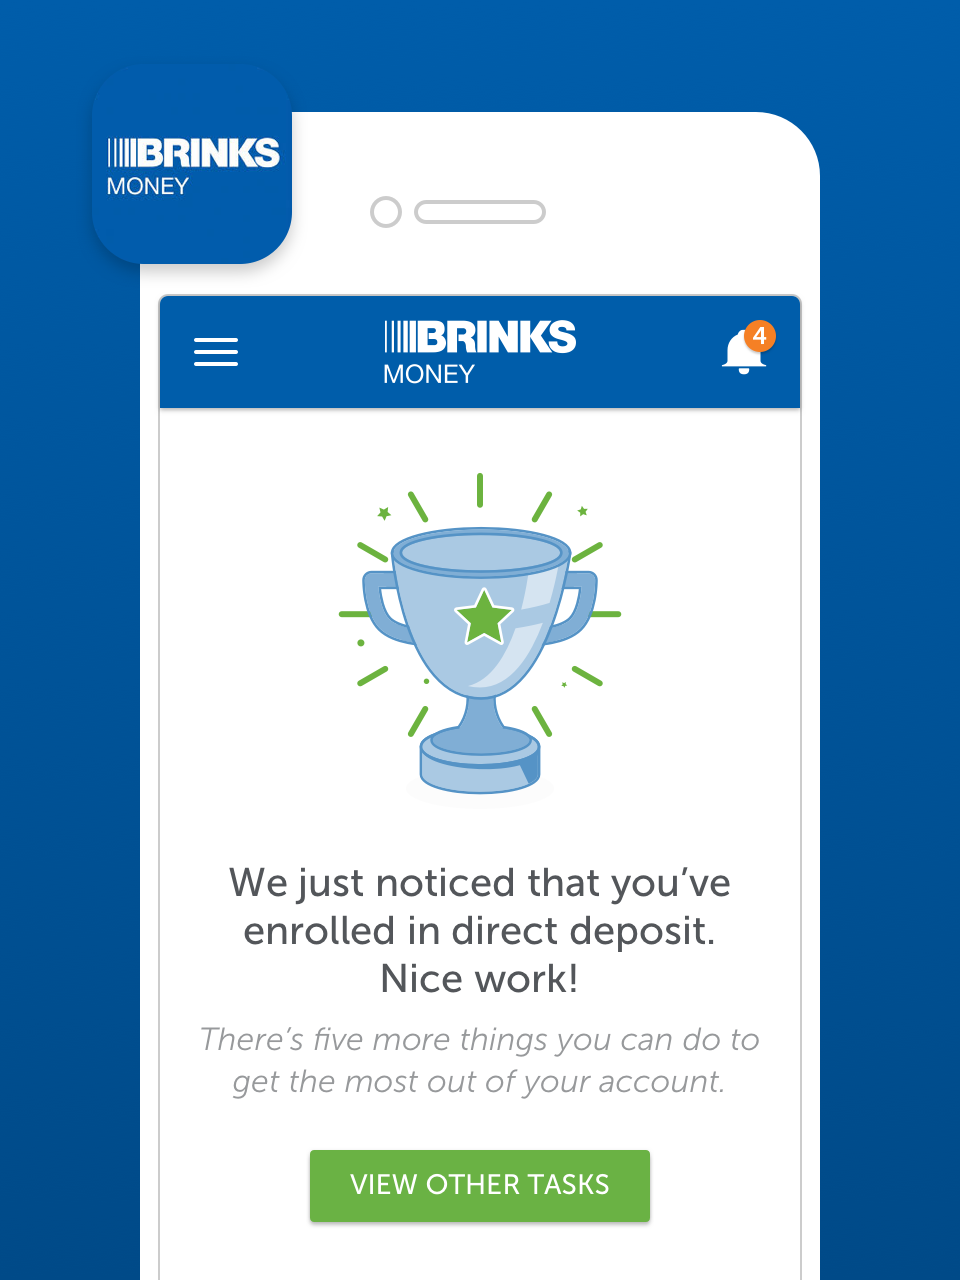 BRINKS
MONEY
BRINKS
MONEY
4
We just noticed that you’ve
enrolled in direct deposit.
Nice work!
There’s five more things you can do to
get the most out of your account.
VIEW OTHER TASKS